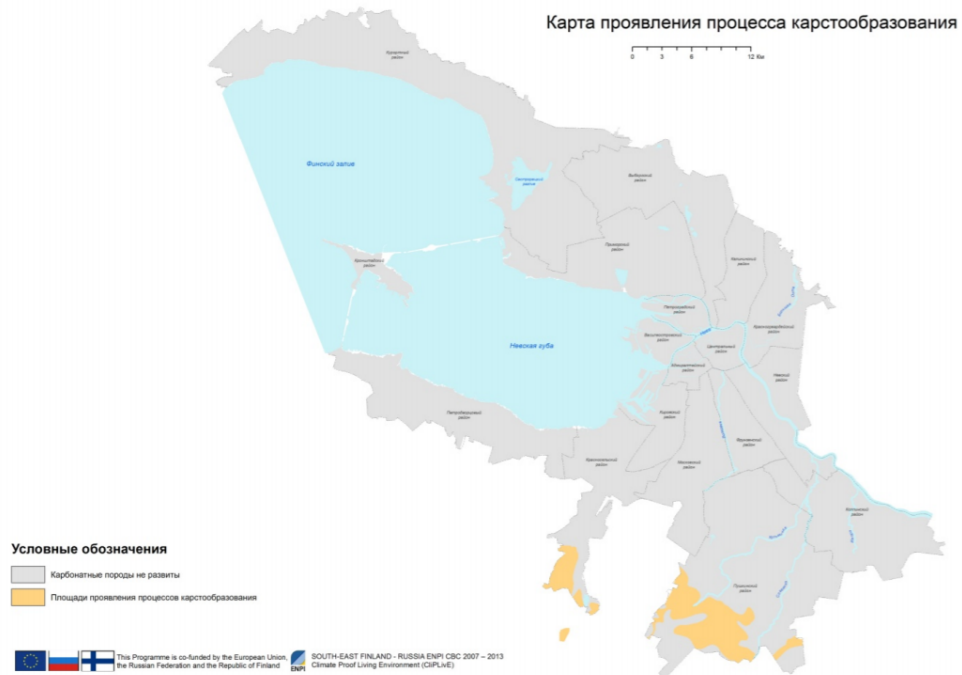 Карта проявления процесса карстообразования
0 3 6 12 Км
Курортный
район
Финский залив
Сестрорецкий
разлив
Выборгский
район
Приморский
район
Кронштадтский
район
Калининский
район
Петроградский
район
Нева
Красногвардейский
район
Василеостровский
район
Невская губа
Центральный
район
Адмиралтейский
район
Невский
район
Петродворцовый
район
Кировский
район
Фрунзенский
район
Красносельский
район
Московский
район
Колпинский
район
Пушкинский
район
Условные обозначения
Карбонатные породы не развиты
Площади проявления процессов карстообразования
This Programme is co-funded by the European Union,
the Russian Federation and the Republic of Finland
ENPI
SOUTH-EAST FINLAND - RUSSIA ENPI CBC 2007 – 2013
Climate Proof Living Environment (CliPLivE)